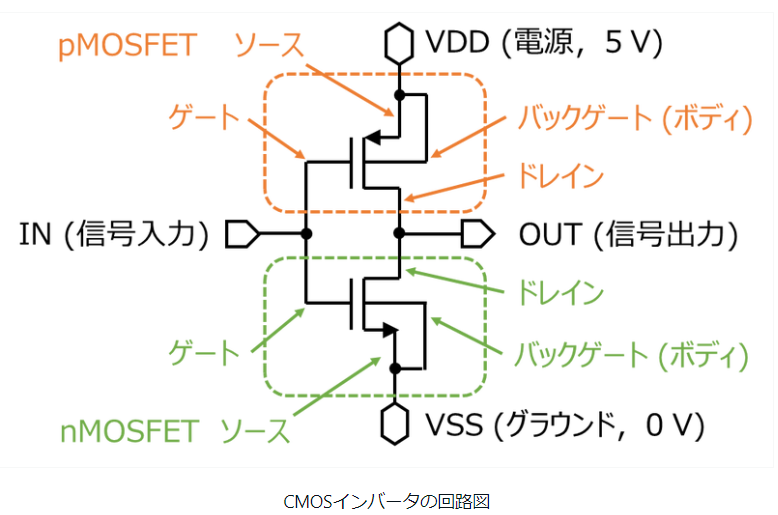 pMOSFET ソース
VDD (電源, 5 V)
ゲート
バックゲート (ボディ)
ドレイン
IN (信号入力)
OUT (信号出力)
ドレイン
ゲート
バックゲート (ボディ)
nMOSFET ソース
VSS (グラウンド, 0 V)
CMOSインバータの回路図